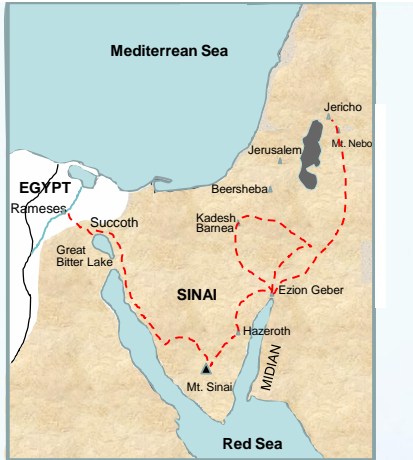 Mediterrean Sea
Jericho
Mt. Nebo
Jerusalem
EGYPT
Beersheba
Rameses
Succoth
Kadesh
Barnea
Great
Bitter Lake
SINAI
Ezion Geber
Hazeroth
MIDIAN
Mt. Sinai
Red Sea